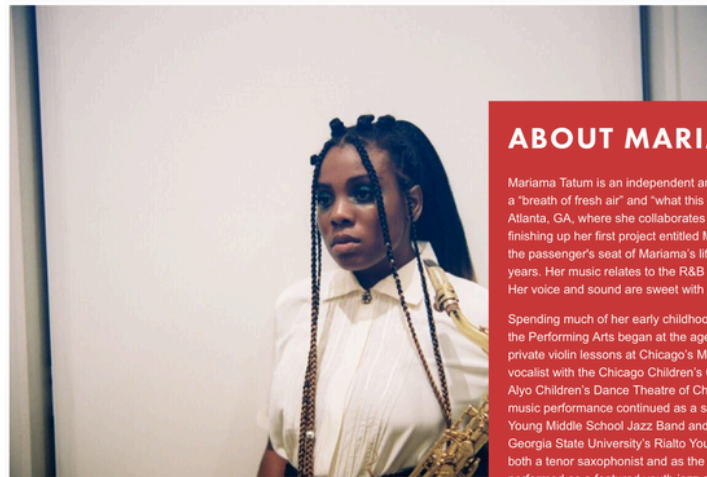 ABOUT MARIA
Mariama Tatum is an independent a
a “breath of fresh air” and “what this
Atlanta, GA, where she collaborates
finishing up her first project entitled M
the passenger's seat of Mariama's lif
years. Her music relates to the R&B
Her voice and sound are sweet with
Spending much of her early childhoo
the Performing Arts began at the age
private violin lessons at Chicago's M
vocalist with the Chicago Children's
Alyo Children's Dance Theatre of Ch
music performance continued as a s
Young Middle School Jazz Band and
Georgia State University's Rialto You
both a tenor saxophonist and as the